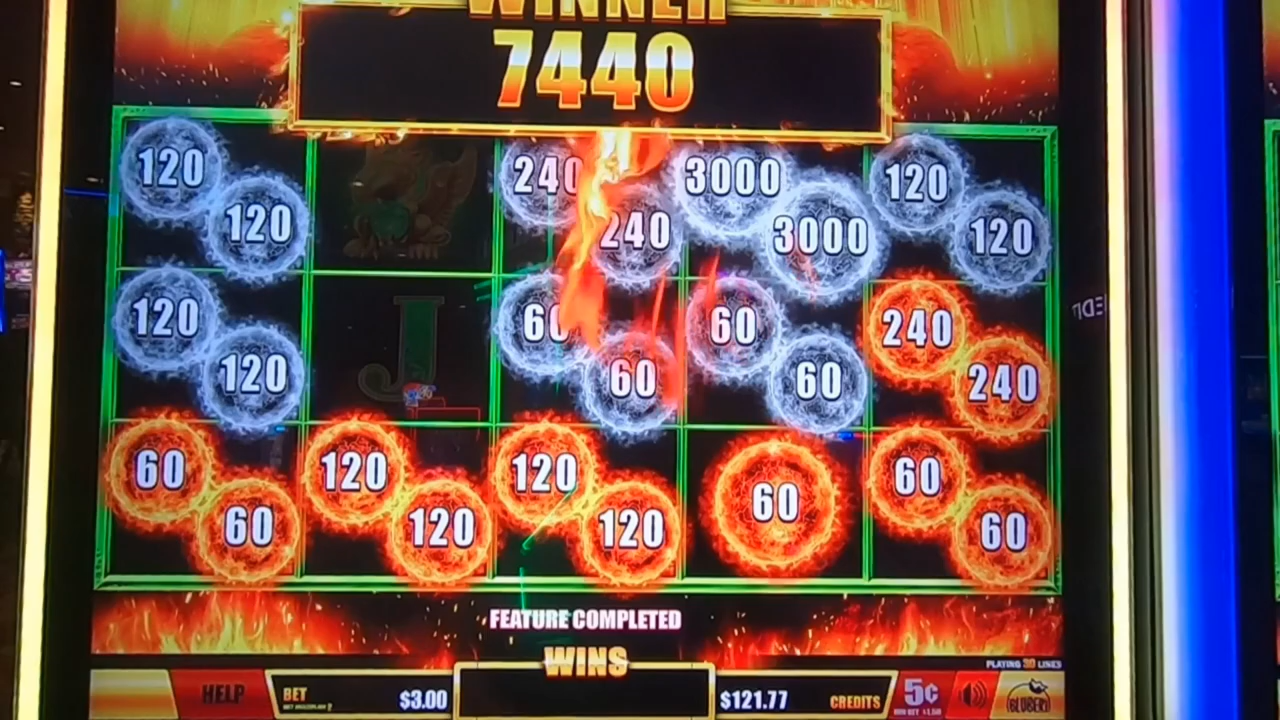 WINNER
7440
120 240 3000 120
120 240 3000 120
120 60 60 240
120 60 60 240
J
60 120 120 60 60
60 120 120 60
FEATURE COMPLETED
WINS
PLAYING 30 LINES
HELP BET $3.00 $121.77 CREDITS 5¢